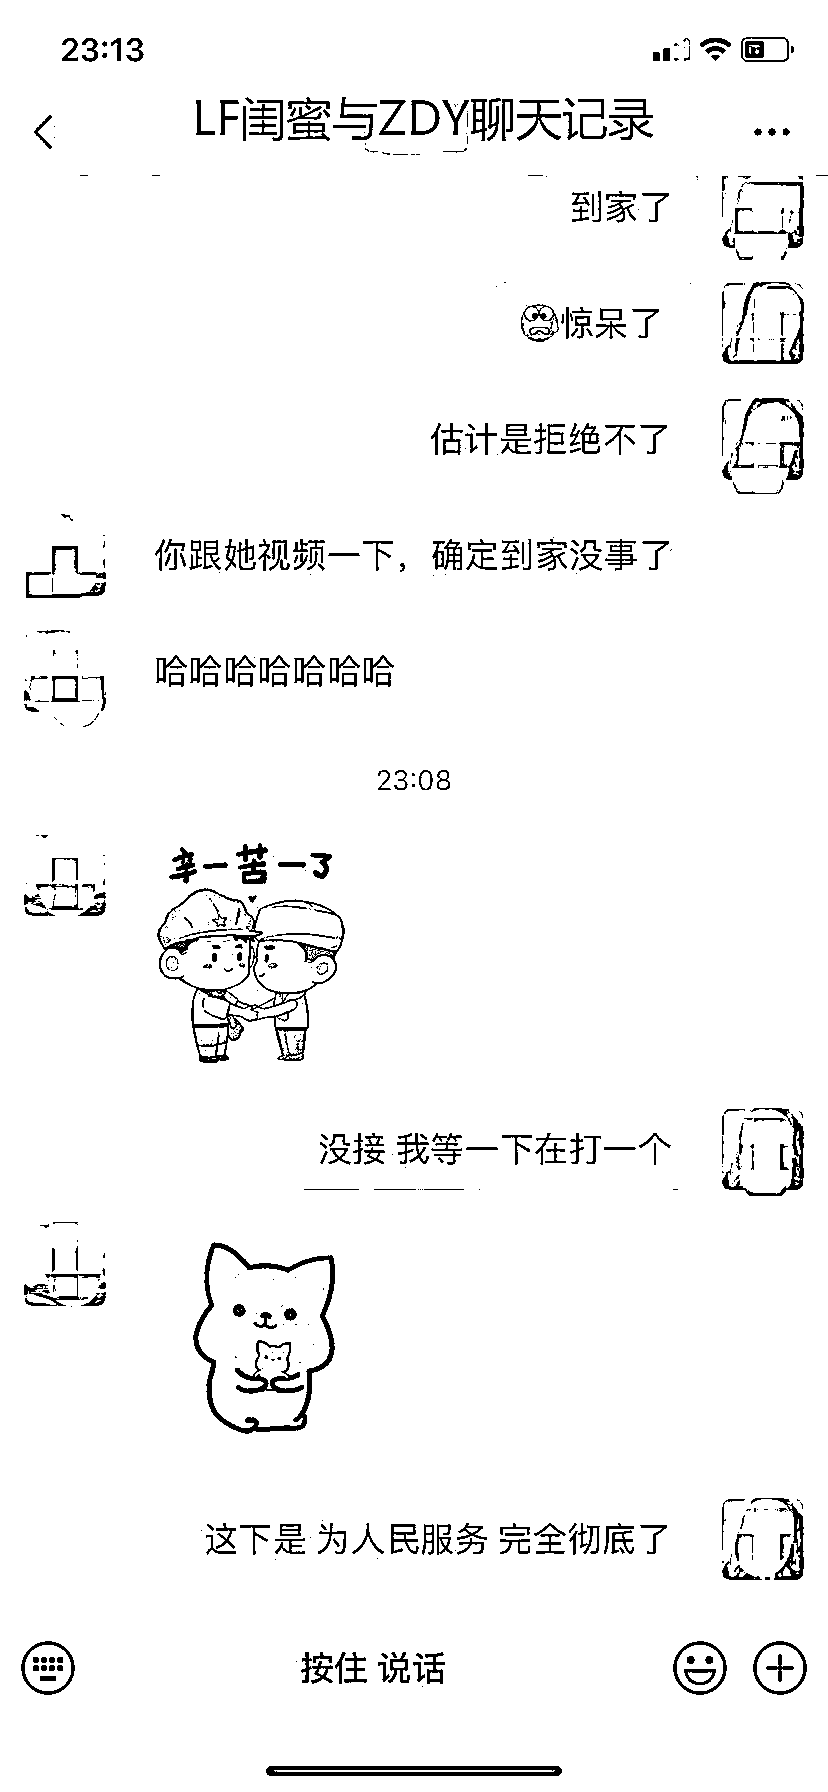 23:13
LF闺蜜与ZDY聊天记录
到家了
惊呆了
估计是拒绝不了
你跟她视频一下，确定到家没事了
哈哈哈哈哈哈哈
23:08
辛一苦一了
没接 我等一下在打一个
这下是 为人民服务 完全彻底了
按住 说话